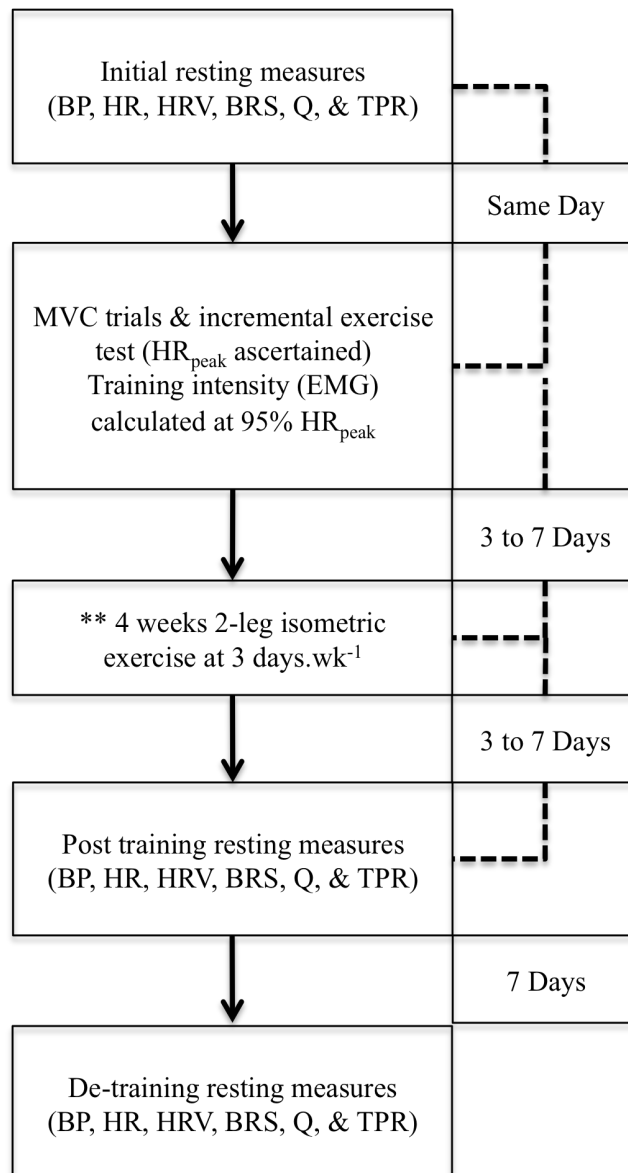 Initial resting measures
(BP, HR, HRV, BRS, Q, & TPR)
Same Day
MVC trials & incremental exercise
test (HRpeak ascertained)
Training intensity (EMG)
calculated at 95% HRpeak
3 to 7 Days
** 4 weeks 2-leg isometric
exercise at 3 days.wk-1
3 to 7 Days
Post training resting measures
(BP, HR, HRV, BRS, Q, & TPR)
7 Days
De-training resting measures
(BP, HR, HRV, BRS, Q, & TPR)